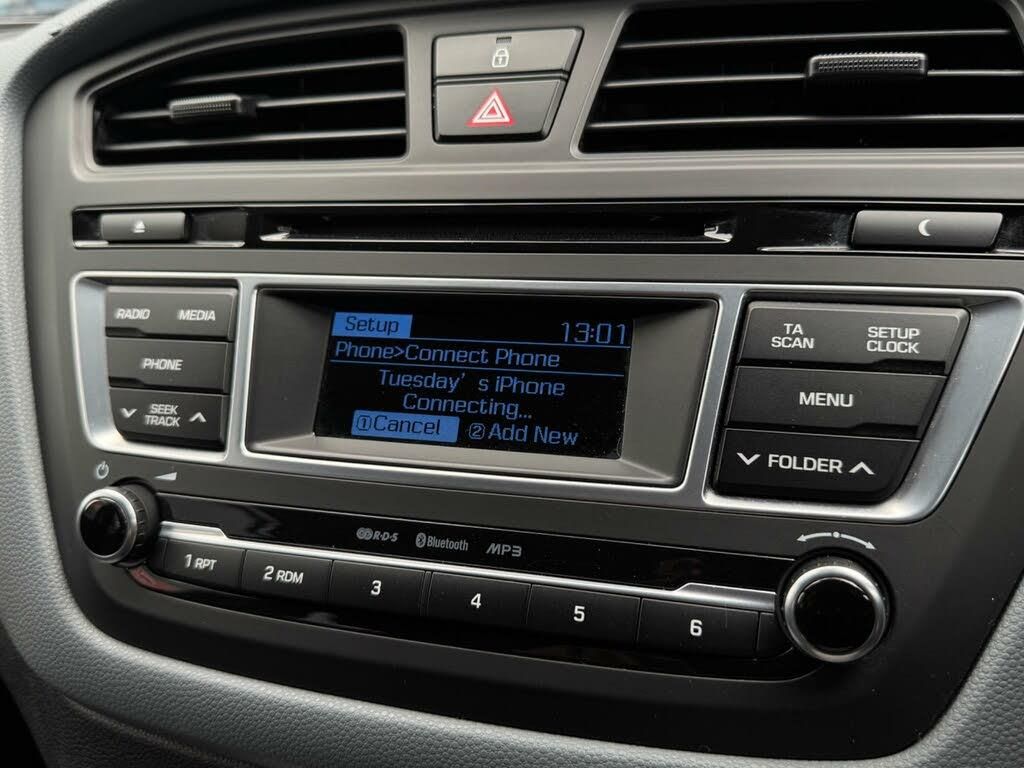 RADIO MEDIA
PHONE
SEEK
TRACK
Setup 13:01
Phone>Connect Phone
Tuesday's iPhone
Connecting...
①Cancel ②Add New
TA
SCAN
SETUP
CLOCK
MENU
FOLDER
R·D·S Bluetooth MP3
1 RPT 2 RDM 3 4 5 6